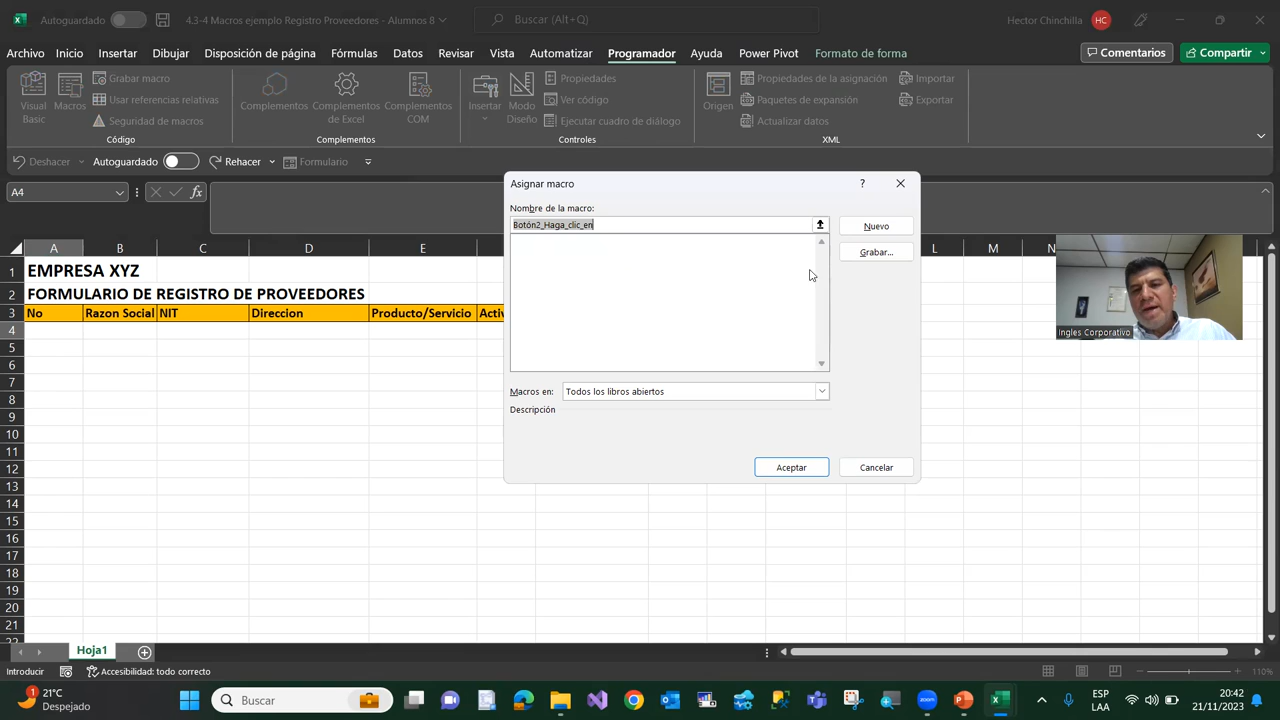 Autoguardado
4.3-4 Macros ejemplo Registro Proveedores - Alumnos 8
Buscar (Alt+Q)
Hector Chinchilla
HC
Archivo Inicio Insertar Dibujar Disposición de página Fórmulas Datos Revisar Vista Automatizar Programador Ayuda Power Pivot Formato de forma
Comentarios
Compartir
Visual Basic
Macros
Grabar macro
Usar referencias relativas
Seguridad de macros
Código
Complementos
Complementos de Excel
Complementos COM
Complementos
Insertar
Modo Diseño
Propiedades
Ver código
Ejecutar cuadro de diálogo
Controles
Origen
Propiedades de la asignación
Paquetes de expansión
Actualizar datos
Importar
Exportar
XML
Deshacer Autoguardado Rehacer Formulario
A4
fx
Asignar macro
?
Nombre de la macro:
Botón2_Haga_clic_en
Nuevo
Grabar...
Macros en:
Todos los libros abiertos
Descripción
Aceptar
Cancelar
A B C D E L M N
1 EMPRESA XYZ
2 FORMULARIO DE REGISTRO DE PROVEEDORES
3 No Razon Social NIT Direccion Producto/Servicio Activ
4
5
6
7
8
9
10
11
12
13
14
15
16
17
18
19
20
21
22
Ingles Corporativo
Hoja1
Introducir
Accesibilidad: todo correcto
110%
21°C
Despejado
Buscar
zoom
ESP
LAA
20:42
21/11/2023